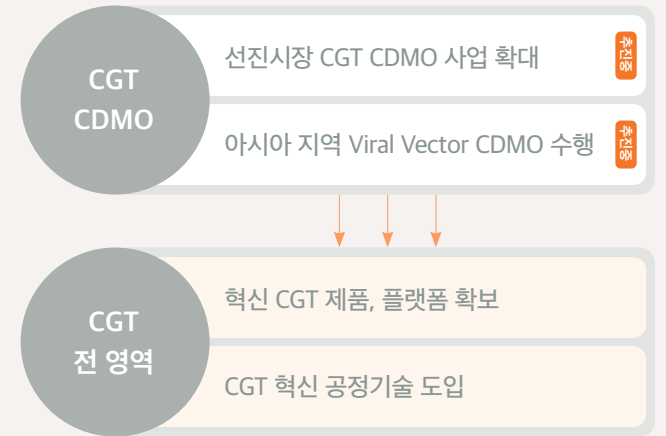 CGT
CDMO
선진시장 CGT CDMO 사업 확대
추진중
아시아 지역 Viral Vector CDMO 수행
추진중
CGT
전 영역
혁신 CGT 제품, 플랫폼 확보
CGT 혁신 공정기술 도입